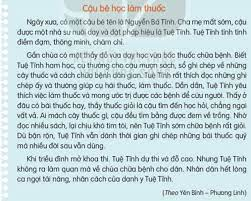 Cậu bé học làm thuốc
Ngày xưa, có một cậu bé tên là Nguyễn Bá Tĩnh. Cha mẹ mất sớm, cậu
được một nhà sư nuôi dạy và đặt pháp hiệu là Tuệ Tĩnh. Tuệ Tĩnh tính tình
điềm đạm, thông minh, chăm chỉ.
Gần chùa có một thầy đồ vừa dạy học vừa bốc thuốc chữa bệnh. Biết
Tuệ Tĩnh ham học, cụ thường cho cậu mượn sách, sổ ghi chép về những
cây thuốc và cách chữa bệnh dân gian. Tuệ Tĩnh rất thích đọc những ghi
chép ấy và thường giúp cụ hái thuốc, làm thuốc. Dần dần, Tuệ Tĩnh yêu
thích việc làm thuốc và mong ước trị được các bệnh để cứu người. Thấy ở
đâu có bài thuốc hay, thấy thuốc giỏi là cậu tìm đến học hỏi, chẳng ngại
vất vả. Ai mách cây thuốc gì, cậu đều tìm bằng được đem về trồng. Nhờ
đọc nhiều sách, lại chịu khó tìm tòi, nên Tuệ Tĩnh sớm chữa bệnh rất giỏi.
Dù bận rộn, Tuệ Tĩnh vẫn dành thời gian ghi chép những bài thuốc quý
mà nhiều đời sau vẫn dùng.
Khi triều đình mở khoa thi, Tuệ Tĩnh dự thi và đỗ cao. Nhưng Tuệ Tĩnh
không ra làm quan mà về chùa chữa bệnh cho dân. Nhân dân hết lòng
ca ngợi tài năng, nhân cách của danh y Tuệ Tĩnh.
(Theo Yên Bình – Phương Linh)